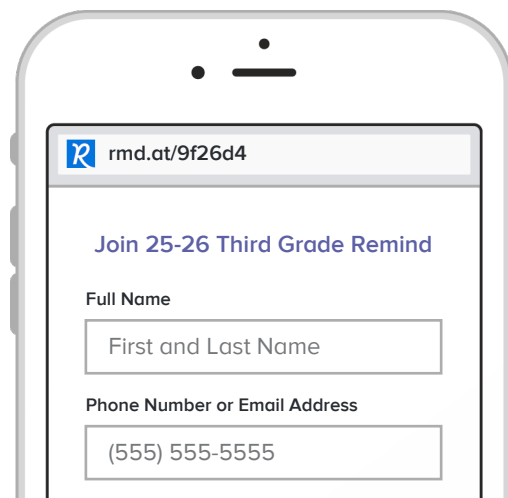 rmd.at/9f26d4
Join 25-26 Third Grade Remind
Full Name
First and Last Name
Phone Number or Email Address
(555) 555-5555